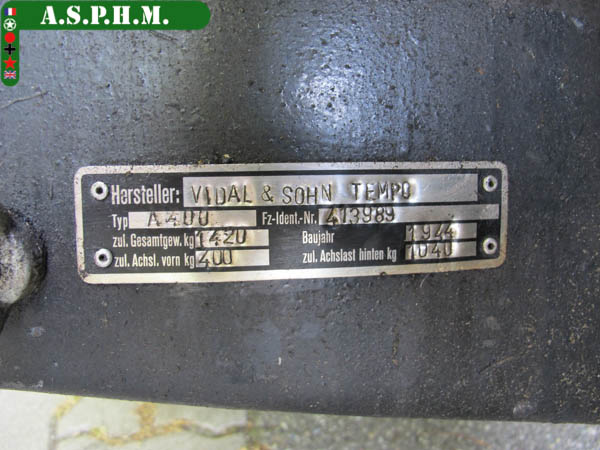 A.S.P.H.M.
Hersteller: VIDAL & SOHN TEMPO
Typ A400 Fz-Ident.-Nr. 413989
zul. Gesamtgew. kg 1420 Baujahr 1944
zul. Achsl. vorn kg 400 zul. Achslast hinten kg 1040